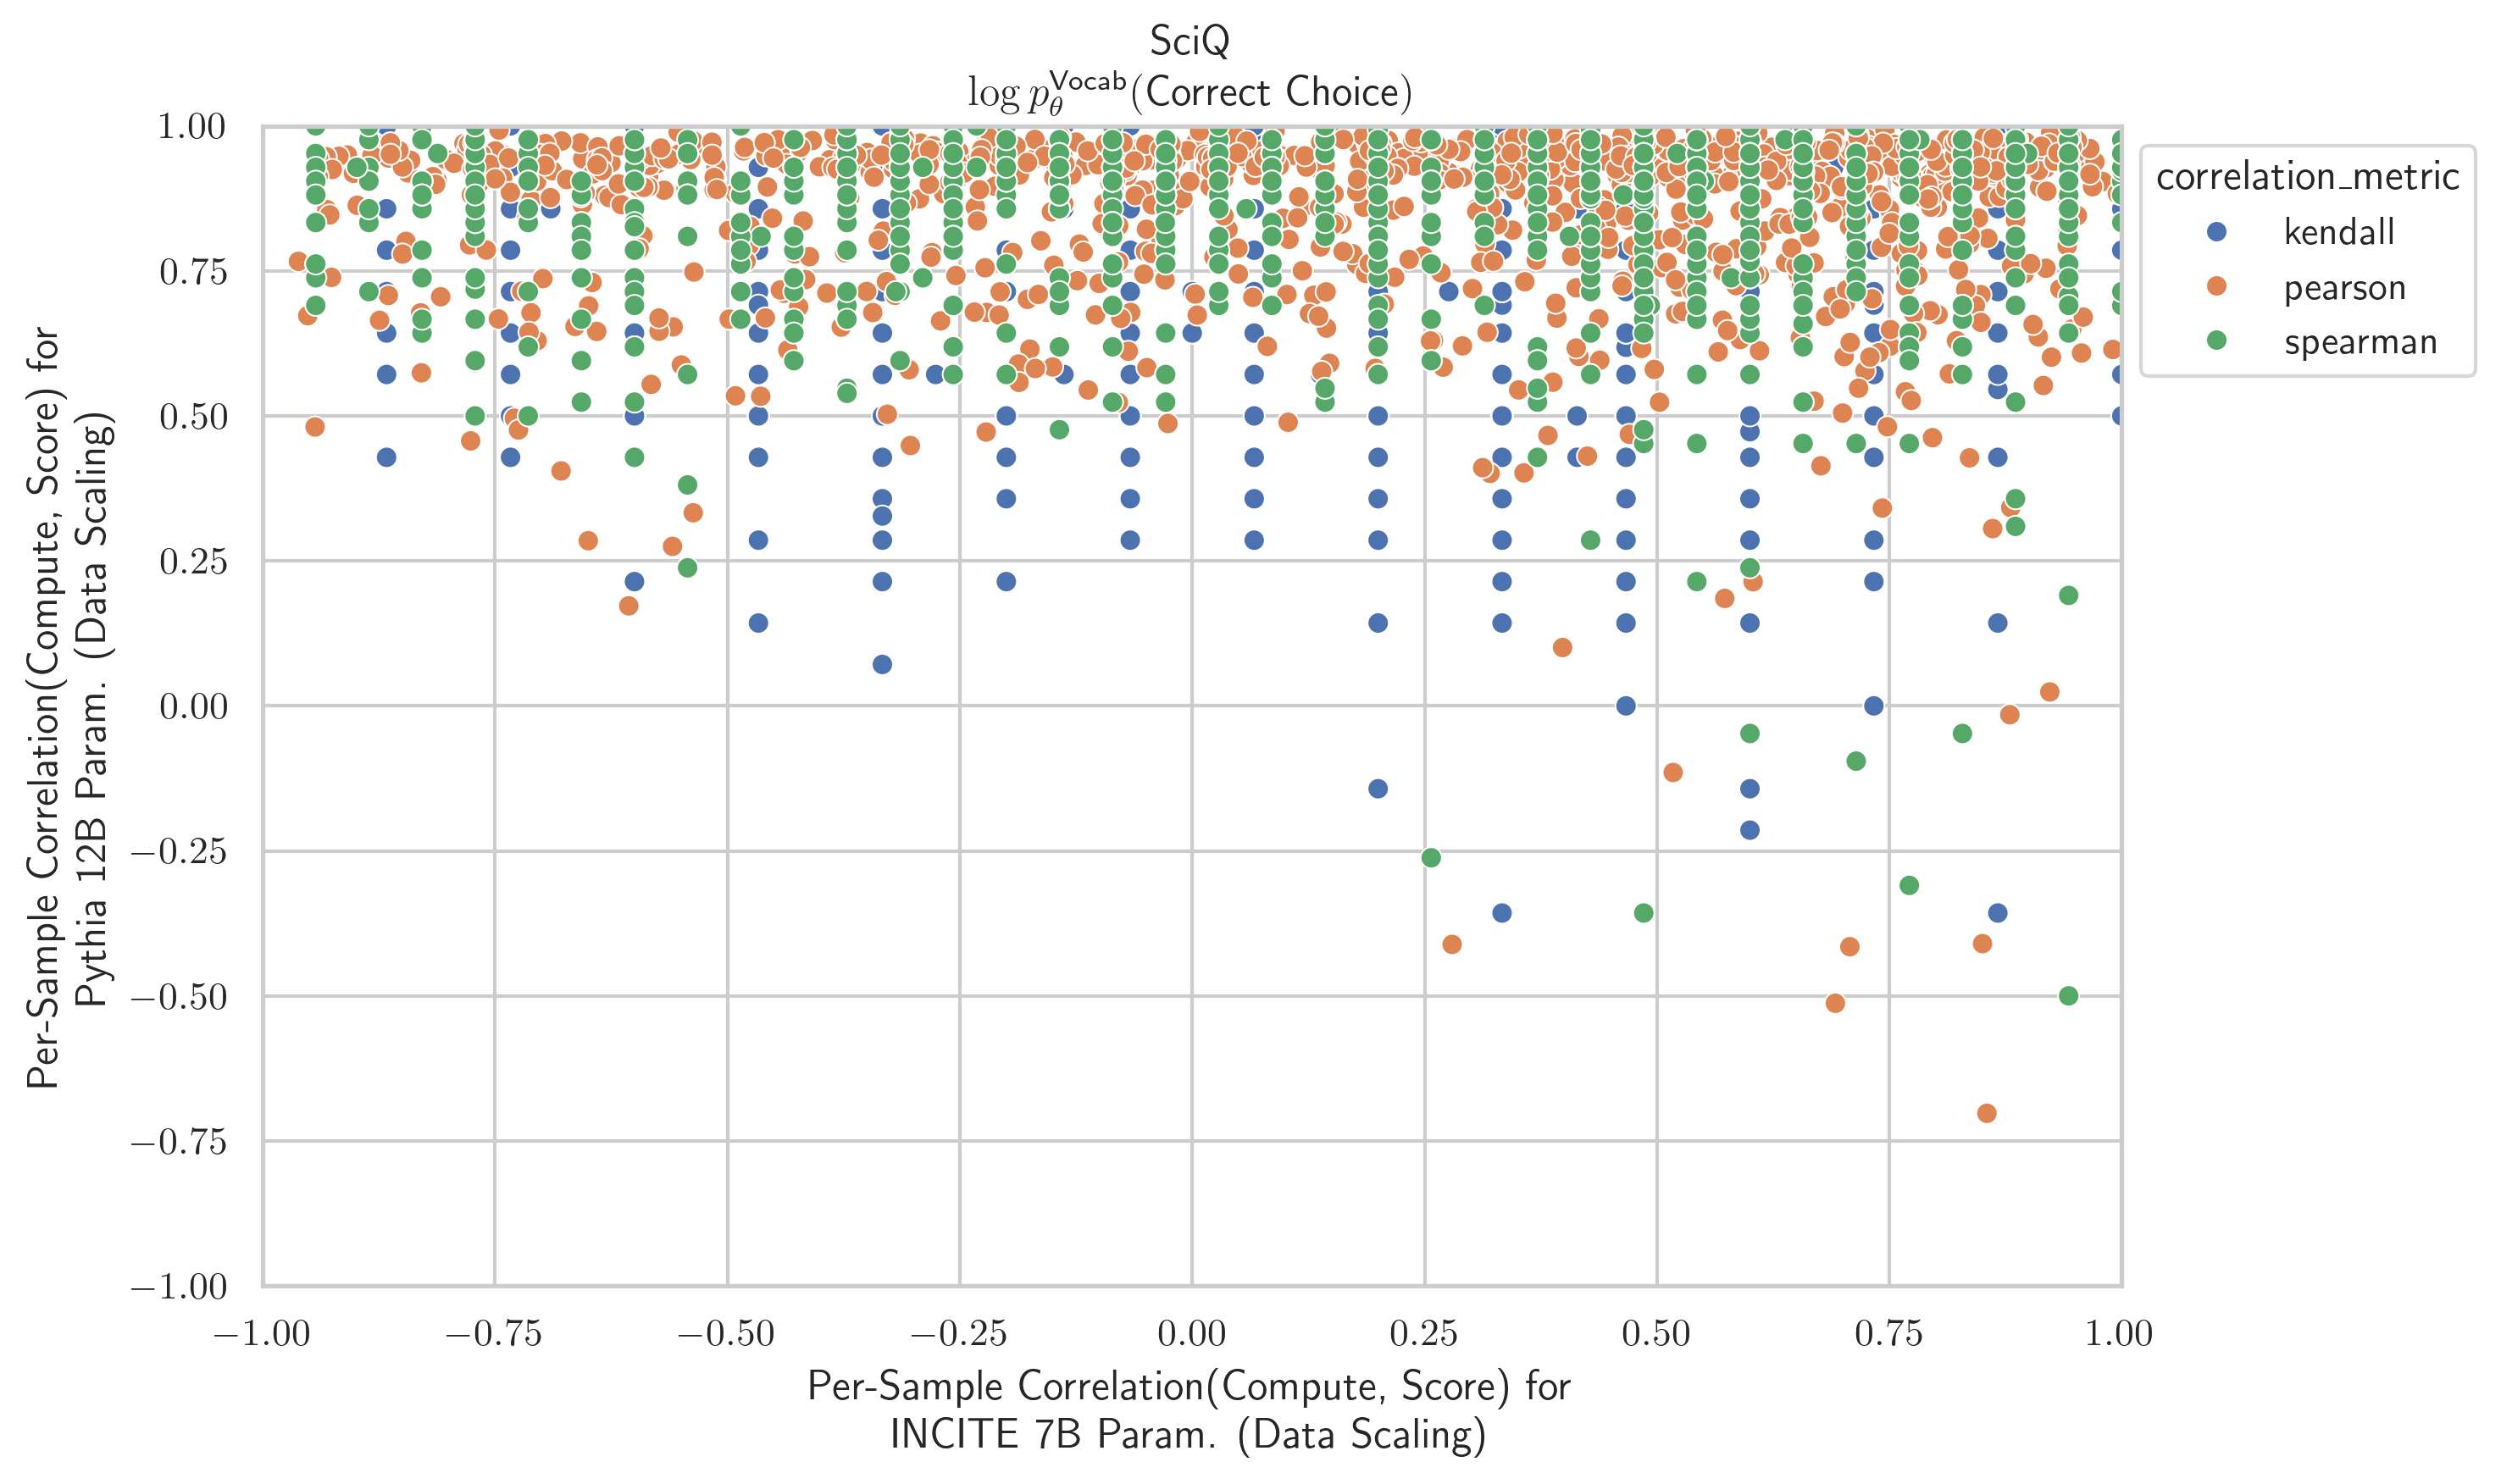 SciQ
log p_θ^Vocab(Correct Choice)
Per-Sample Correlation(Compute, Score) for
Pythia 12B Param. (Data Scaling)
1.00
0.75
0.50
0.25
0.00
−0.25
−0.50
−0.75
−1.00
−1.00 −0.75 −0.50 −0.25 0.00 0.25 0.50 0.75 1.00
Per-Sample Correlation(Compute, Score) for
INCITE 7B Param. (Data Scaling)
correlation_metric
kendall
pearson
spearman